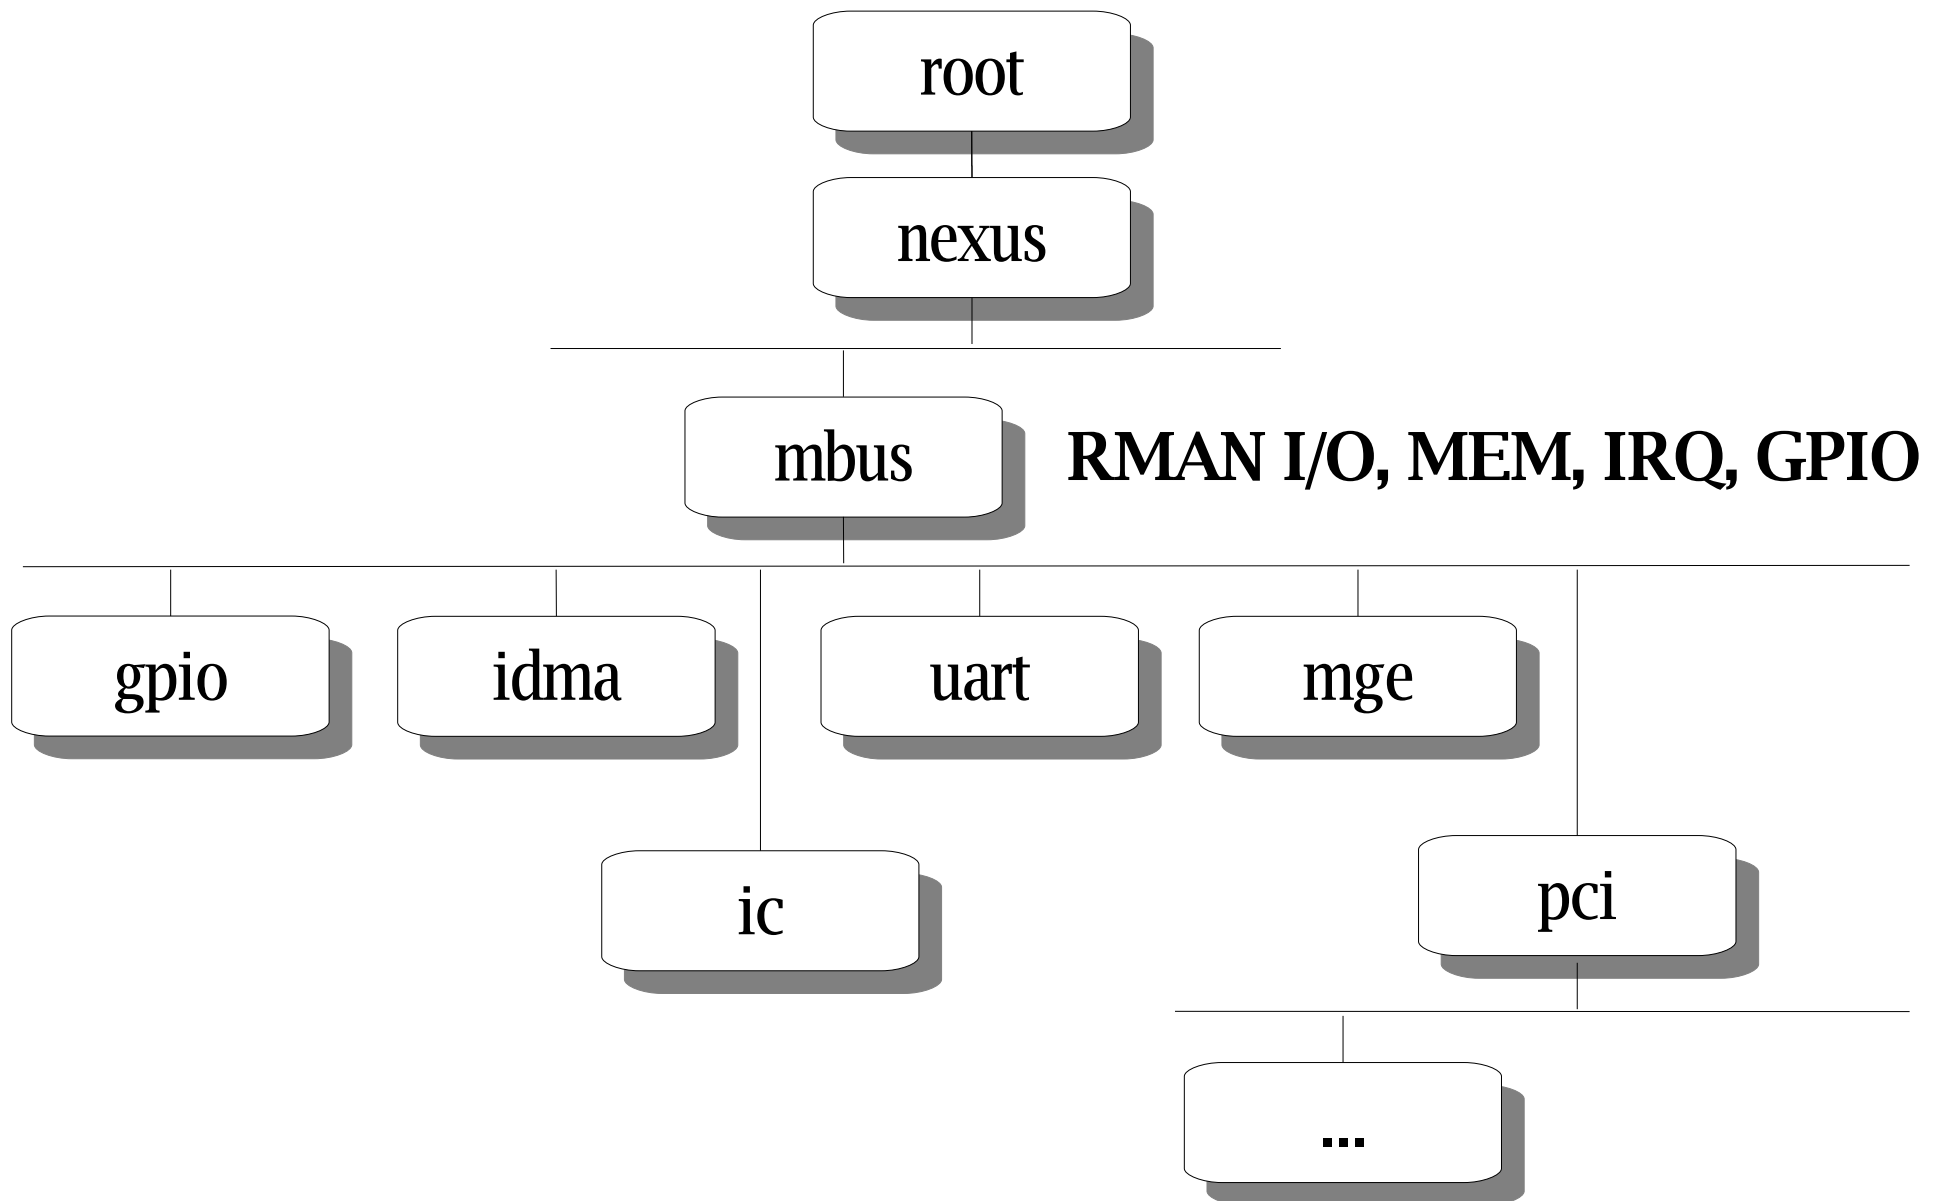 root
nexus
mbus
RMAN I/O, MEM, IRQ, GPIO
gpio
idma
uart
mge
ic
pci
...